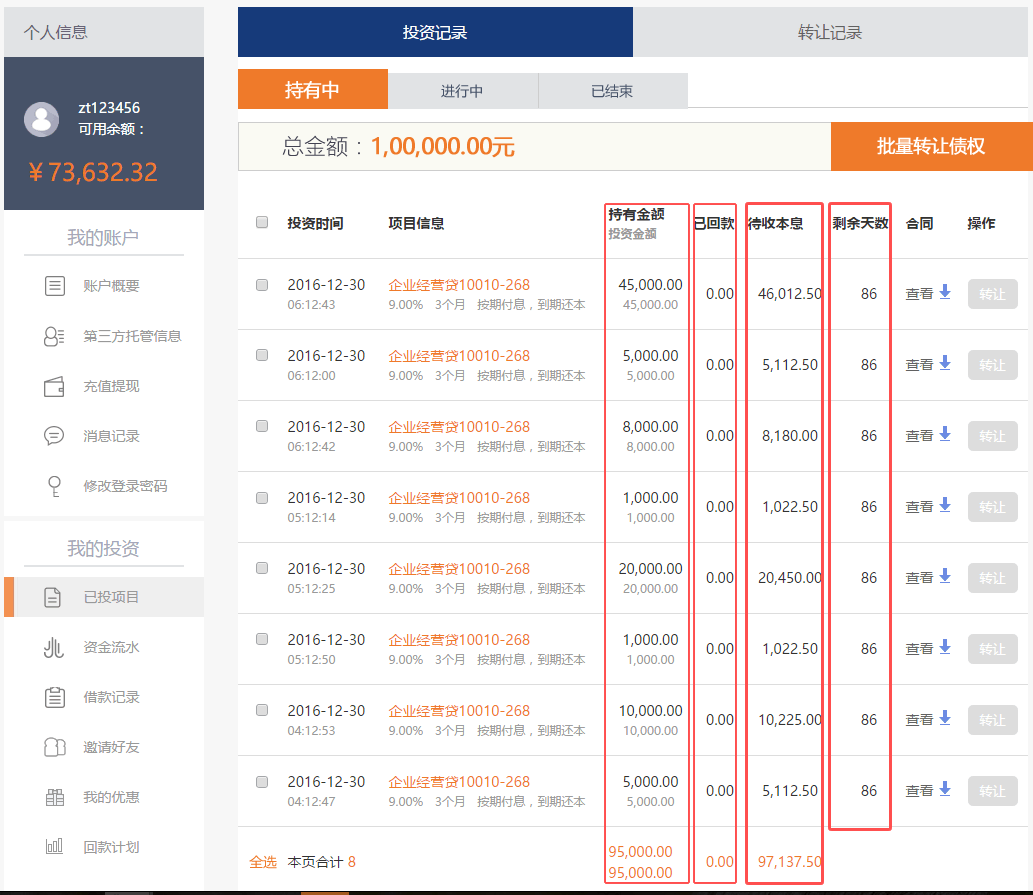 个人信息
zt123456
可用余额：
￥73,632.32
我的账户
账户概要
第三方托管信息
充值提现
消息记录
修改登录密码
我的投资
已投项目
资金流水
借款记录
邀请好友
我的优惠
回款计划
投资记录 转让记录
持有中 进行中 已结束
总金额：1,00,000.00元 批量转让债权
投资时间 项目信息 持有金额 已回款 待收本息 剩余天数 合同 操作
投资金额
2016-12-30 企业经营贷10010-268 45,000.00 0.00 46,012.50 86 查看 转让
06:12:43 9.00% 3个月 按期付息，到期还本 45,000.00
2016-12-30 企业经营贷10010-268 5,000.00 0.00 5,112.50 86 查看 转让
06:12:00 9.00% 3个月 按期付息，到期还本 5,000.00
2016-12-30 企业经营贷10010-268 8,000.00 0.00 8,180.00 86 查看 转让
06:12:42 9.00% 3个月 按期付息，到期还本 8,000.00
2016-12-30 企业经营贷10010-268 1,000.00 0.00 1,022.50 86 查看 转让
05:12:14 9.00% 3个月 按期付息，到期还本 1,000.00
2016-12-30 企业经营贷10010-268 20,000.00 0.00 20,450.00 86 查看 转让
05:12:25 9.00% 3个月 按期付息，到期还本 20,000.00
2016-12-30 企业经营贷10010-268 1,000.00 0.00 1,022.50 86 查看 转让
05:12:50 9.00% 3个月 按期付息，到期还本 1,000.00
2016-12-30 企业经营贷10010-268 10,000.00 0.00 10,225.00 86 查看 转让
04:12:53 9.00% 3个月 按期付息，到期还本 10,000.00
2016-12-30 企业经营贷10010-268 5,000.00 0.00 5,112.50 86 查看 转让
04:12:47 9.00% 3个月 按期付息，到期还本 5,000.00
全选 本页合计 8 95,000.00 0.00 97,137.50
95,000.00